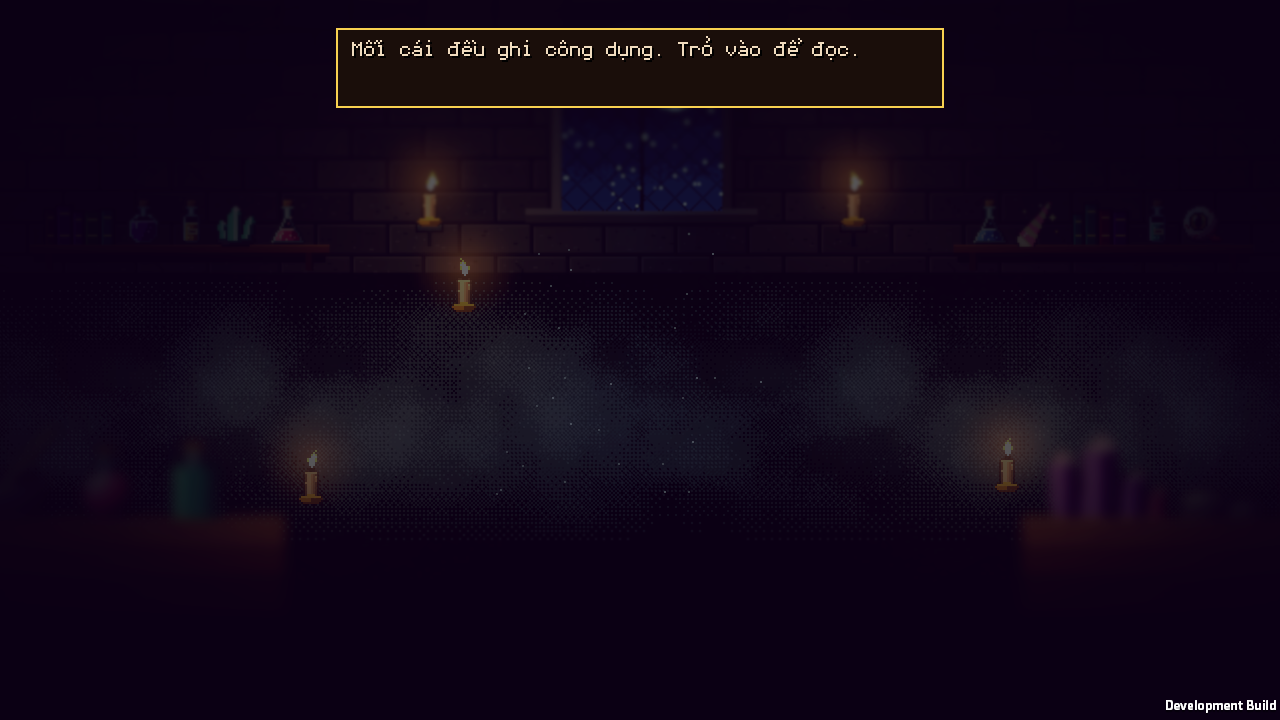 Mỗi cái đều ghi công dụng. Trỏ vào để đọc.
Development Build